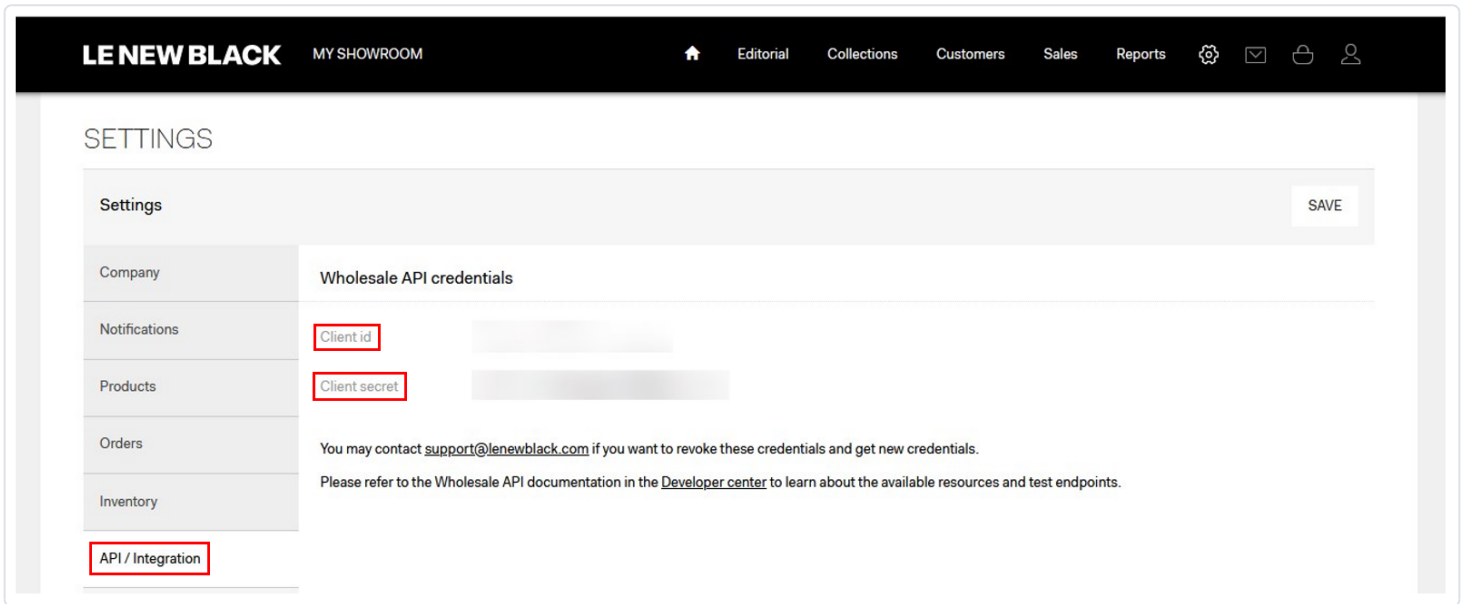 LE NEW BLACK MY SHOWROOM Editorial Collections Customers Sales Reports
SETTINGS
Settings SAVE
Company
Notifications
Products
Orders
Inventory
API / Integration
Wholesale API credentials
Client id
Client secret
You may contact support@lenewblack.com if you want to revoke these credentials and get new credentials.
Please refer to the Wholesale API documentation in the Developer center to learn about the available resources and test endpoints.